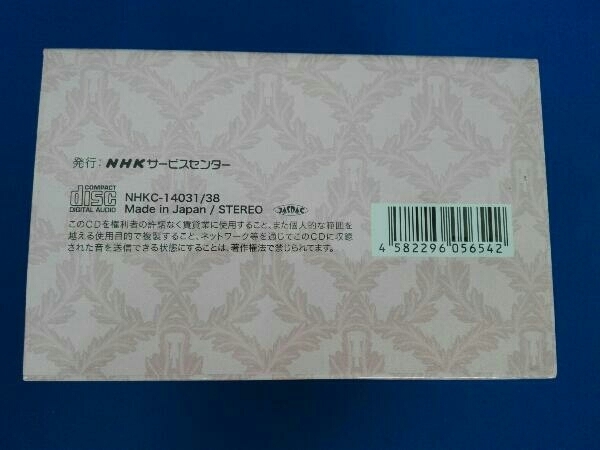 発行：NHKサービスセンター
COMPACT
disc
DIGITAL AUDIO
NHKC-14031/38
Made in Japan / STEREO
JASRAC
このCDを権利者の許諾なく賃貸業に使用すること、また個人的な範囲を
越える使用目的で複製すること、ネットワーク等を通じてこのCDに収録
された音を送信できる状態にすることは、著作権法で禁じられてます。
4 582296 056542